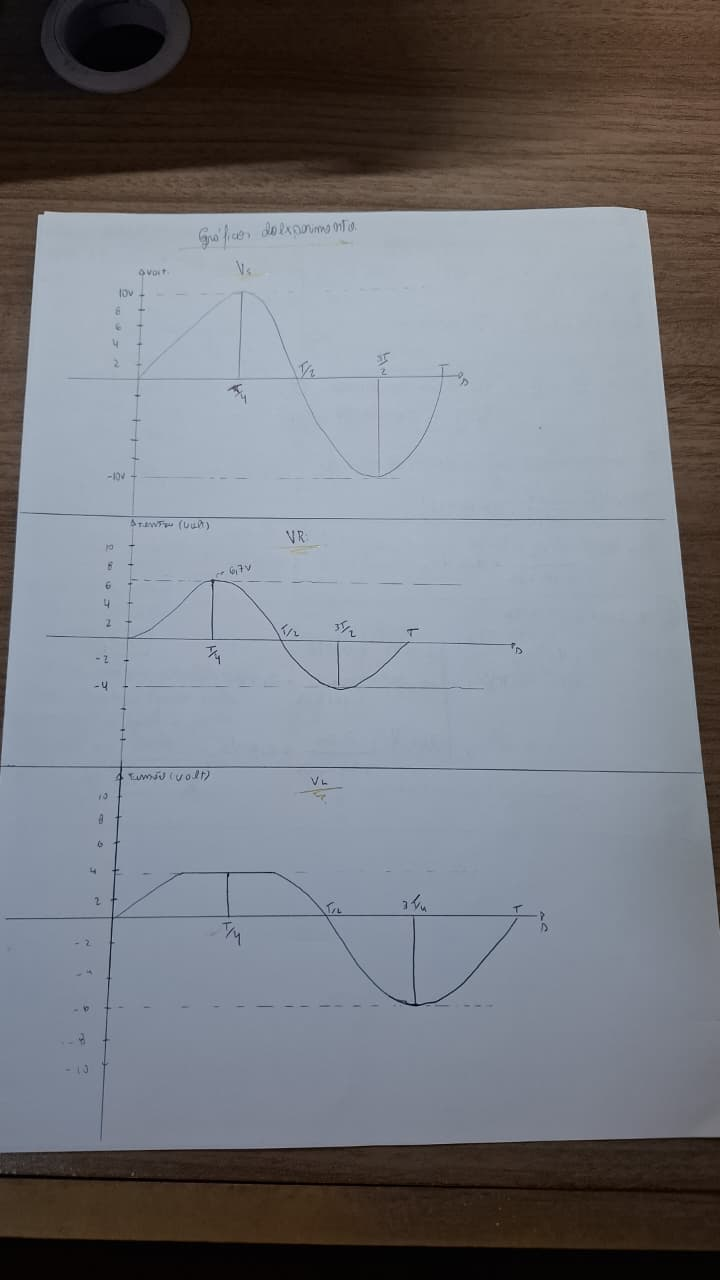 Gráficos do experimento
volt.
Vs
10V
8
6
4
2
T/4
T/2
3T/2
T
-10V
tensão (volt)
VR
10
8
6
4
2
6,7V
T/4
T/2
3T/2
T
-2
-4
tensão (volt)
VL
10
8
6
4
2
T/4
T/2
3T/4
T
-2
-4
-6
-8
-10